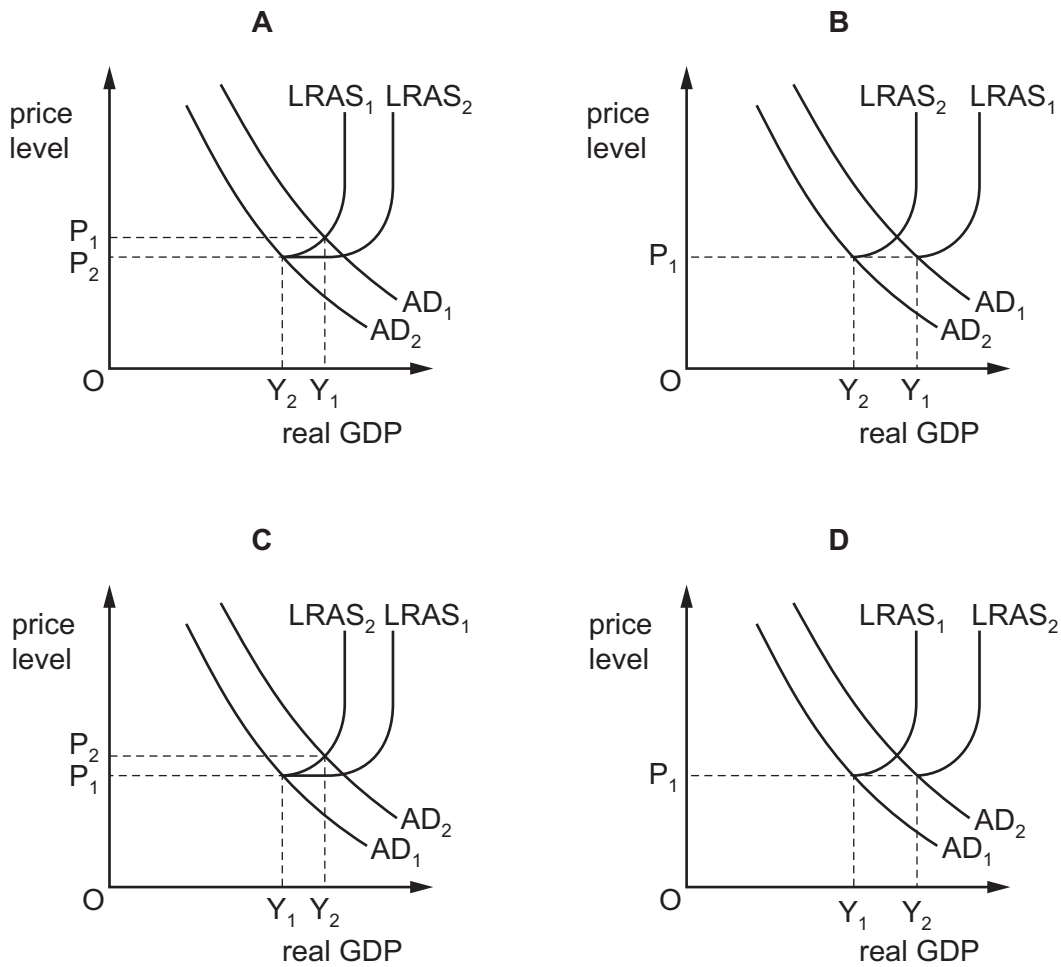 A
price
level
LRAS₁
LRAS₂
P₁
P₂
AD₁
AD₂
O
Y₂
Y₁
real GDP
B
price
level
LRAS₂
LRAS₁
P₁
AD₁
AD₂
O
Y₂
Y₁
real GDP
C
price
level
LRAS₂
LRAS₁
P₂
P₁
AD₂
AD₁
O
Y₁
Y₂
real GDP
D
price
level
LRAS₁
LRAS₂
P₁
AD₂
AD₁
O
Y₁
Y₂
real GDP